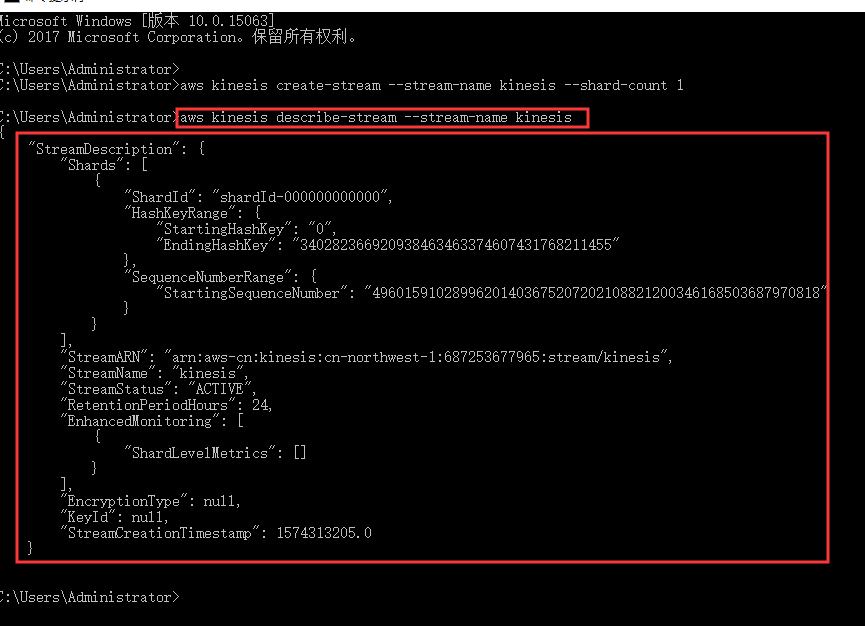 Microsoft Windows [版本 10.0.15063]
(c) 2017 Microsoft Corporation。保留所有权利。
C:\Users\Administrator>
C:\Users\Administrator>aws kinesis create-stream --stream-name kinesis --shard-count 1
C:\Users\Administrator>aws kinesis describe-stream --stream-name kinesis
{
    "StreamDescription": {
        "Shards": [
            {
                "ShardId": "shardId-000000000000",
                "HashKeyRange": {
                    "StartingHashKey": "0",
                    "EndingHashKey": "340282366920938463463374607431768211455"
                },
                "SequenceNumberRange": {
                    "StartingSequenceNumber": "49601591028996201403675207202108821200346168503687970818"
                }
            }
        ],
        "StreamARN": "arn:aws-cn:kinesis:cn-northwest-1:687253677965:stream/kinesis",
        "StreamName": "kinesis",
        "StreamStatus": "ACTIVE",
        "RetentionPeriodHours": 24,
        "EnhancedMonitoring": [
            {
                "ShardLevelMetrics": []
            }
        ],
        "EncryptionType": null,
        "KeyId": null,
        "StreamCreationTimestamp": 1574313205.0
    }
C:\Users\Administrator>